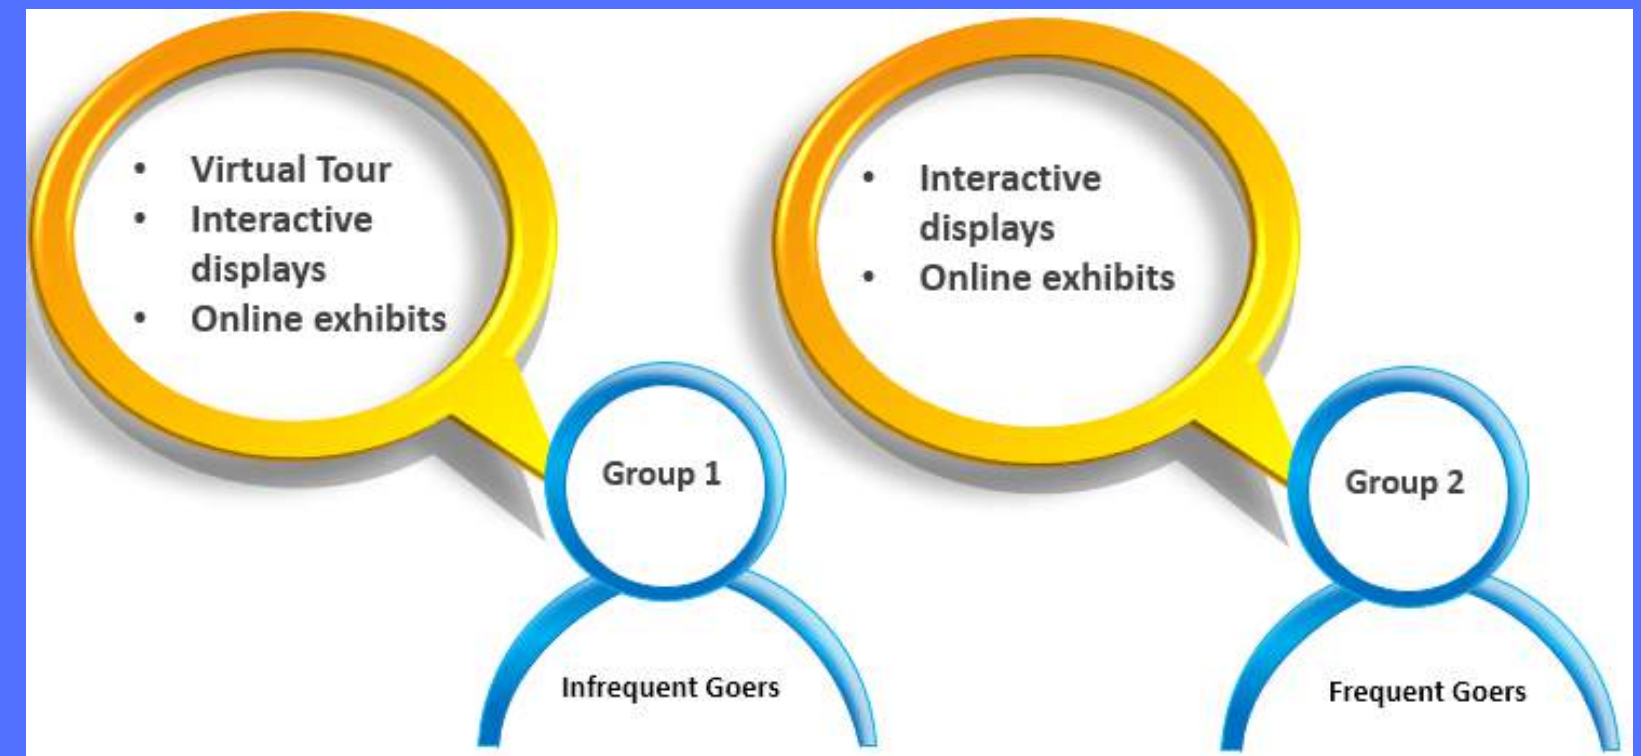 • Virtual Tour
• Interactive
displays
• Online exhibits
Group 1
Infrequent Goers
• Interactive
displays
• Online exhibits
Group 2
Frequent Goers